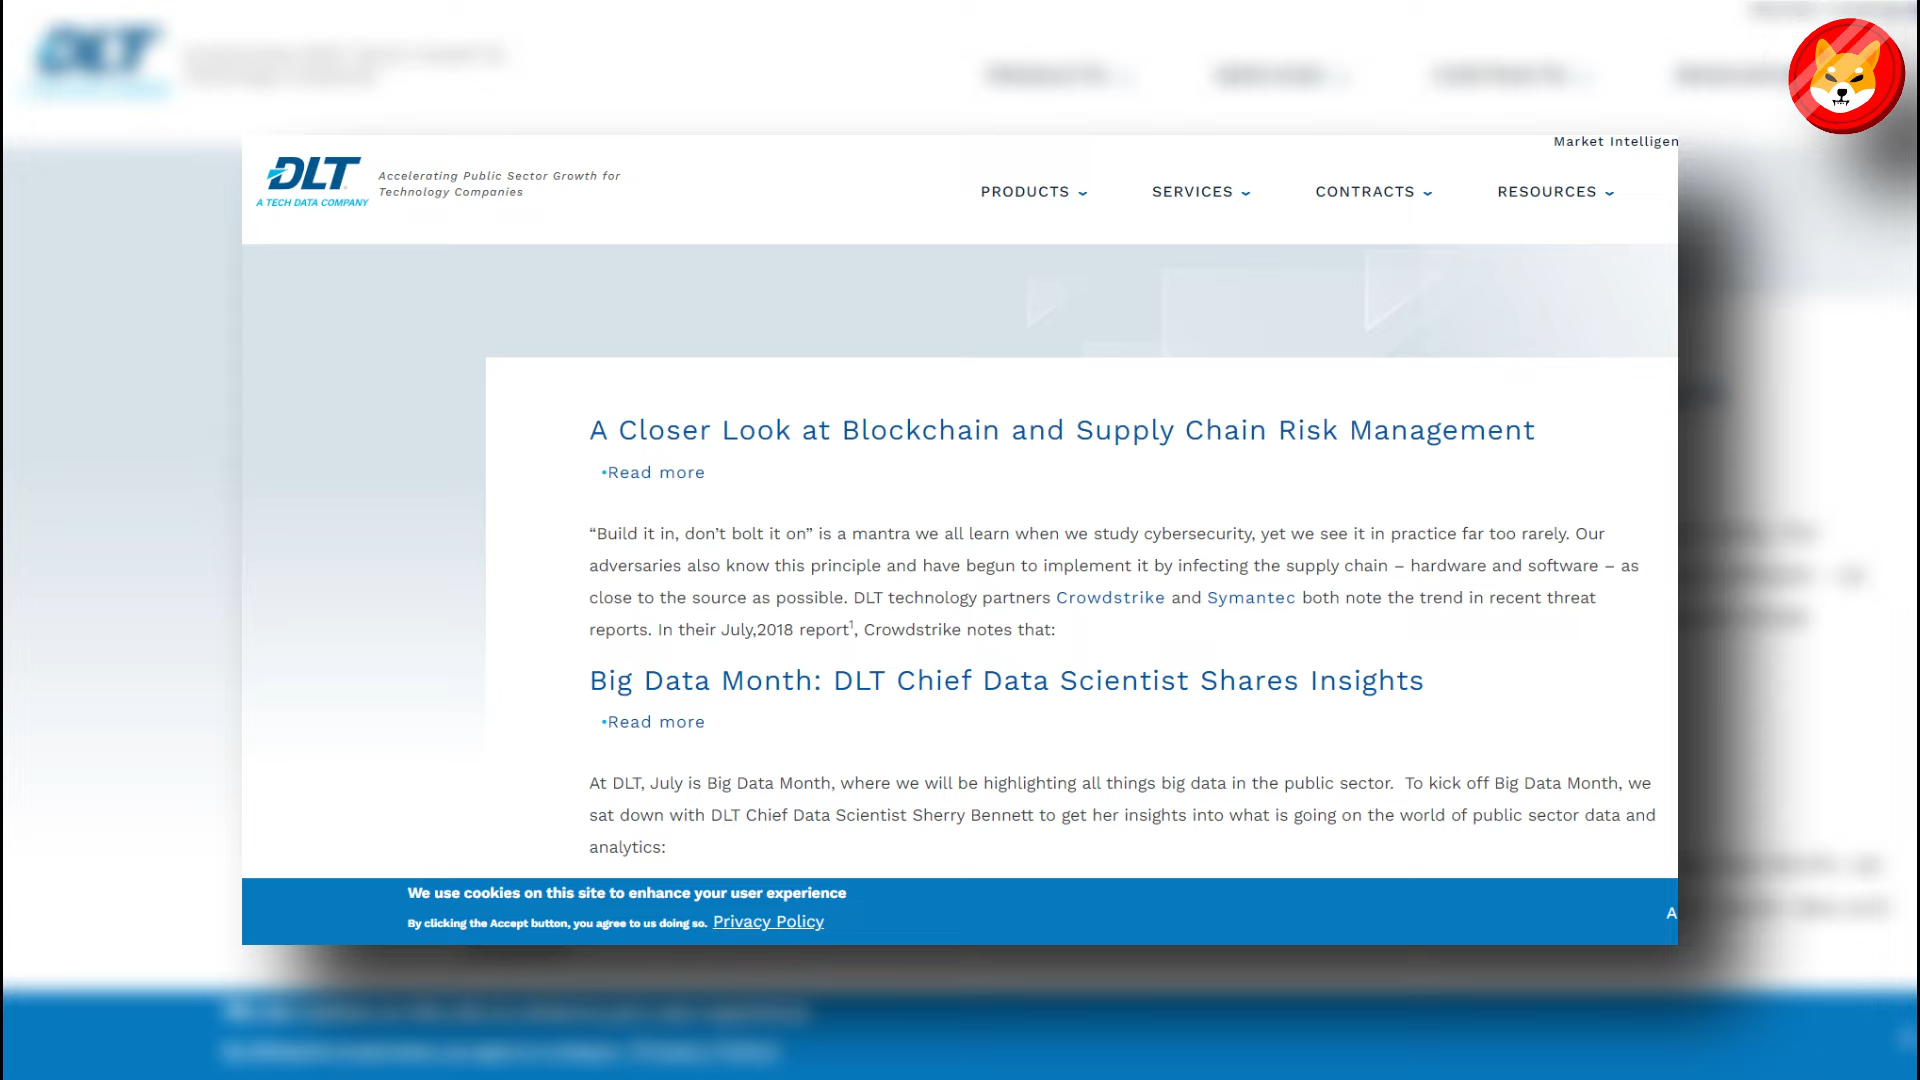 Market Intelligen
DLT
A TECH DATA COMPANY
Accelerating Public Sector Growth for
Technology Companies
PRODUCTS
SERVICES
CONTRACTS
RESOURCES
A Closer Look at Blockchain and Supply Chain Risk Management
•Read more
“Build it in, don’t bolt it on” is a mantra we all learn when we study cybersecurity, yet we see it in practice far too rarely. Our
adversaries also know this principle and have begun to implement it by infecting the supply chain – hardware and software – as
close to the source as possible. DLT technology partners Crowdstrike and Symantec both note the trend in recent threat
reports. In their July,2018 report1, Crowdstrike notes that:
Big Data Month: DLT Chief Data Scientist Shares Insights
•Read more
At DLT, July is Big Data Month, where we will be highlighting all things big data in the public sector.  To kick off Big Data Month, we
sat down with DLT Chief Data Scientist Sherry Bennett to get her insights into what is going on the world of public sector data and
analytics:
We use cookies on this site to enhance your user experience
By clicking the Accept button, you agree to us doing so. Privacy Policy
A